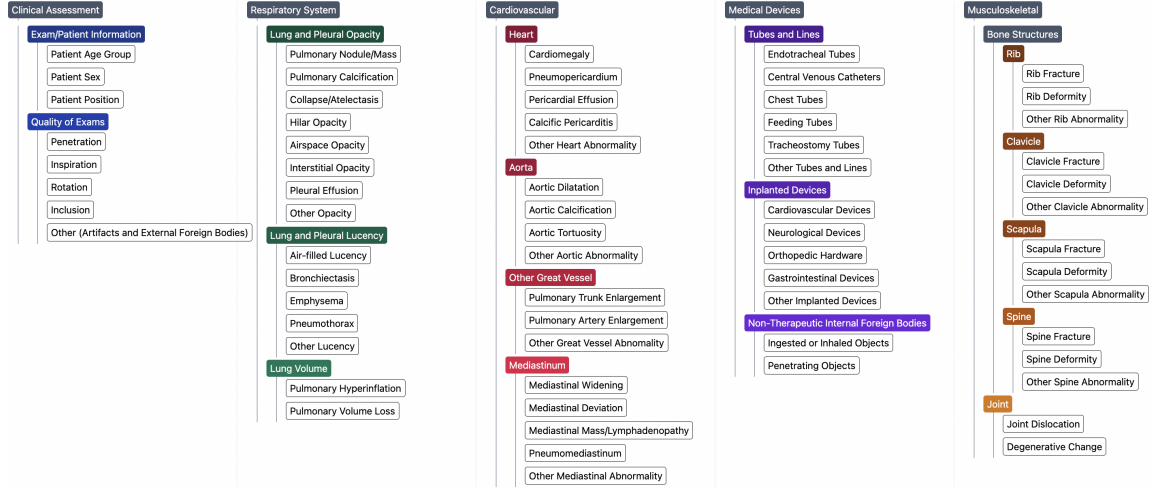 Clinical Assessment
Exam/Patient Information
Patient Age Group
Patient Sex
Patient Position
Quality of Exams
Penetration
Inspiration
Rotation
Inclusion
Other (Artifacts and External Foreign Bodies)
Respiratory System
Lung and Pleural Opacity
Pulmonary Nodule/Mass
Pulmonary Calcification
Collapse/Atelectasis
Hilar Opacity
Airspace Opacity
Interstitial Opacity
Pleural Effusion
Other Opacity
Lung and Pleural Lucency
Air-filled Lucency
Bronchiectasis
Emphysema
Pneumothorax
Other Lucency
Lung Volume
Pulmonary Hyperinflation
Pulmonary Volume Loss
Cardiovascular
Heart
Cardiomegaly
Pneumopericardium
Pericardial Effusion
Calcific Pericarditis
Other Heart Abnormality
Aorta
Aortic Dilatation
Aortic Calcification
Aortic Tortuosity
Other Aortic Abnormality
Other Great Vessel
Pulmonary Trunk Enlargement
Pulmonary Artery Enlargement
Other Great Vessel Abnomality
Mediastinum
Mediastinal Widening
Mediastinal Deviation
Mediastinal Mass/Lymphadenopathy
Pneumomediastinum
Other Mediastinal Abnormality
Medical Devices
Tubes and Lines
Endotracheal Tubes
Central Venous Catheters
Chest Tubes
Feeding Tubes
Tracheostomy Tubes
Other Tubes and Lines
Inplanted Devices
Cardiovascular Devices
Neurological Devices
Orthopedic Hardware
Gastrointestinal Devices
Other Implanted Devices
Non-Therapeutic Internal Foreign Bodies
Ingested or Inhaled Objects
Penetrating Objects
Musculoskeletal
Bone Structures
Rib
Rib Fracture
Rib Deformity
Other Rib Abnormality
Clavicle
Clavicle Fracture
Clavicle Deformity
Other Clavicle Abnormality
Scapula
Scapula Fracture
Scapula Deformity
Other Scapula Abnormality
Spine
Spine Fracture
Spine Deformity
Other Spine Abnormality
Joint
Joint Dislocation
Degenerative Change